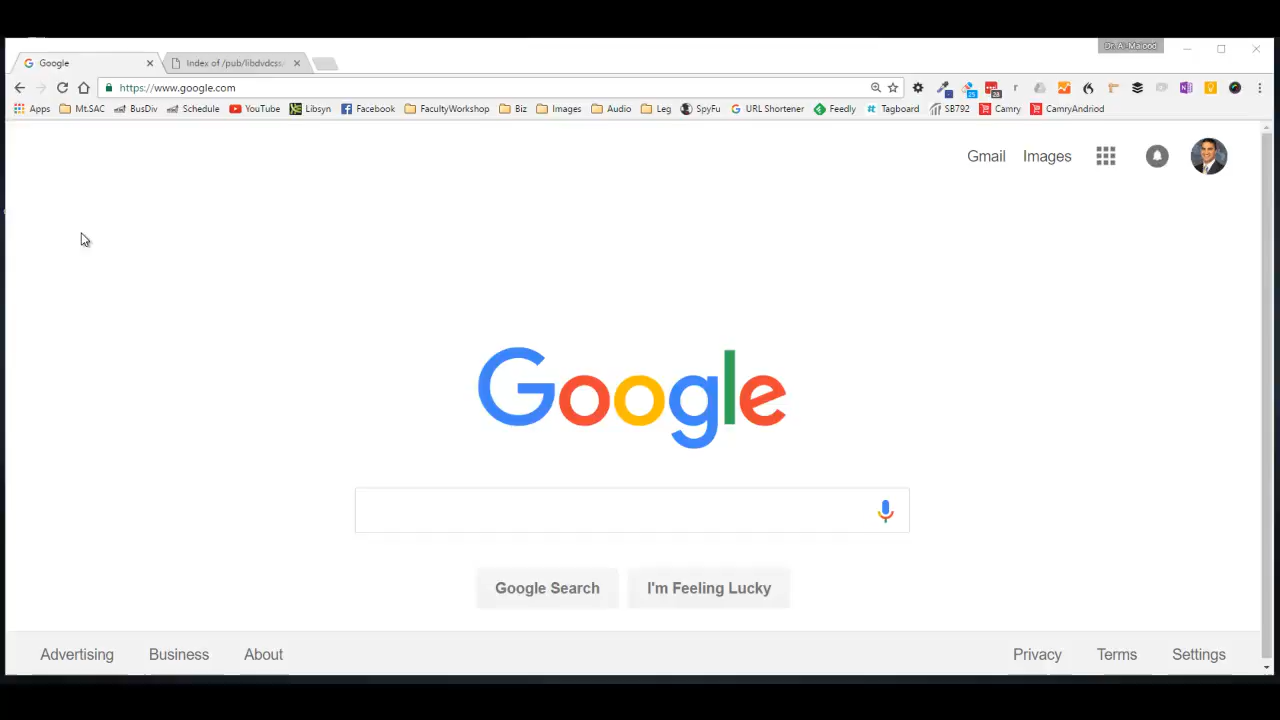 Dr. A. Malood
Google
Index of /pub/libdvdcss/
https://www.google.com
Apps Mt.SAC BusDiv Schedule YouTube Libsyn Facebook FacultyWorkshop Biz Images Audio Leg SpyFu URL Shortener Feedly Tagboard SB792 Camry CamryAndriod
Gmail Images
Google
Google Search I'm Feeling Lucky
Advertising Business About Privacy Terms Settings